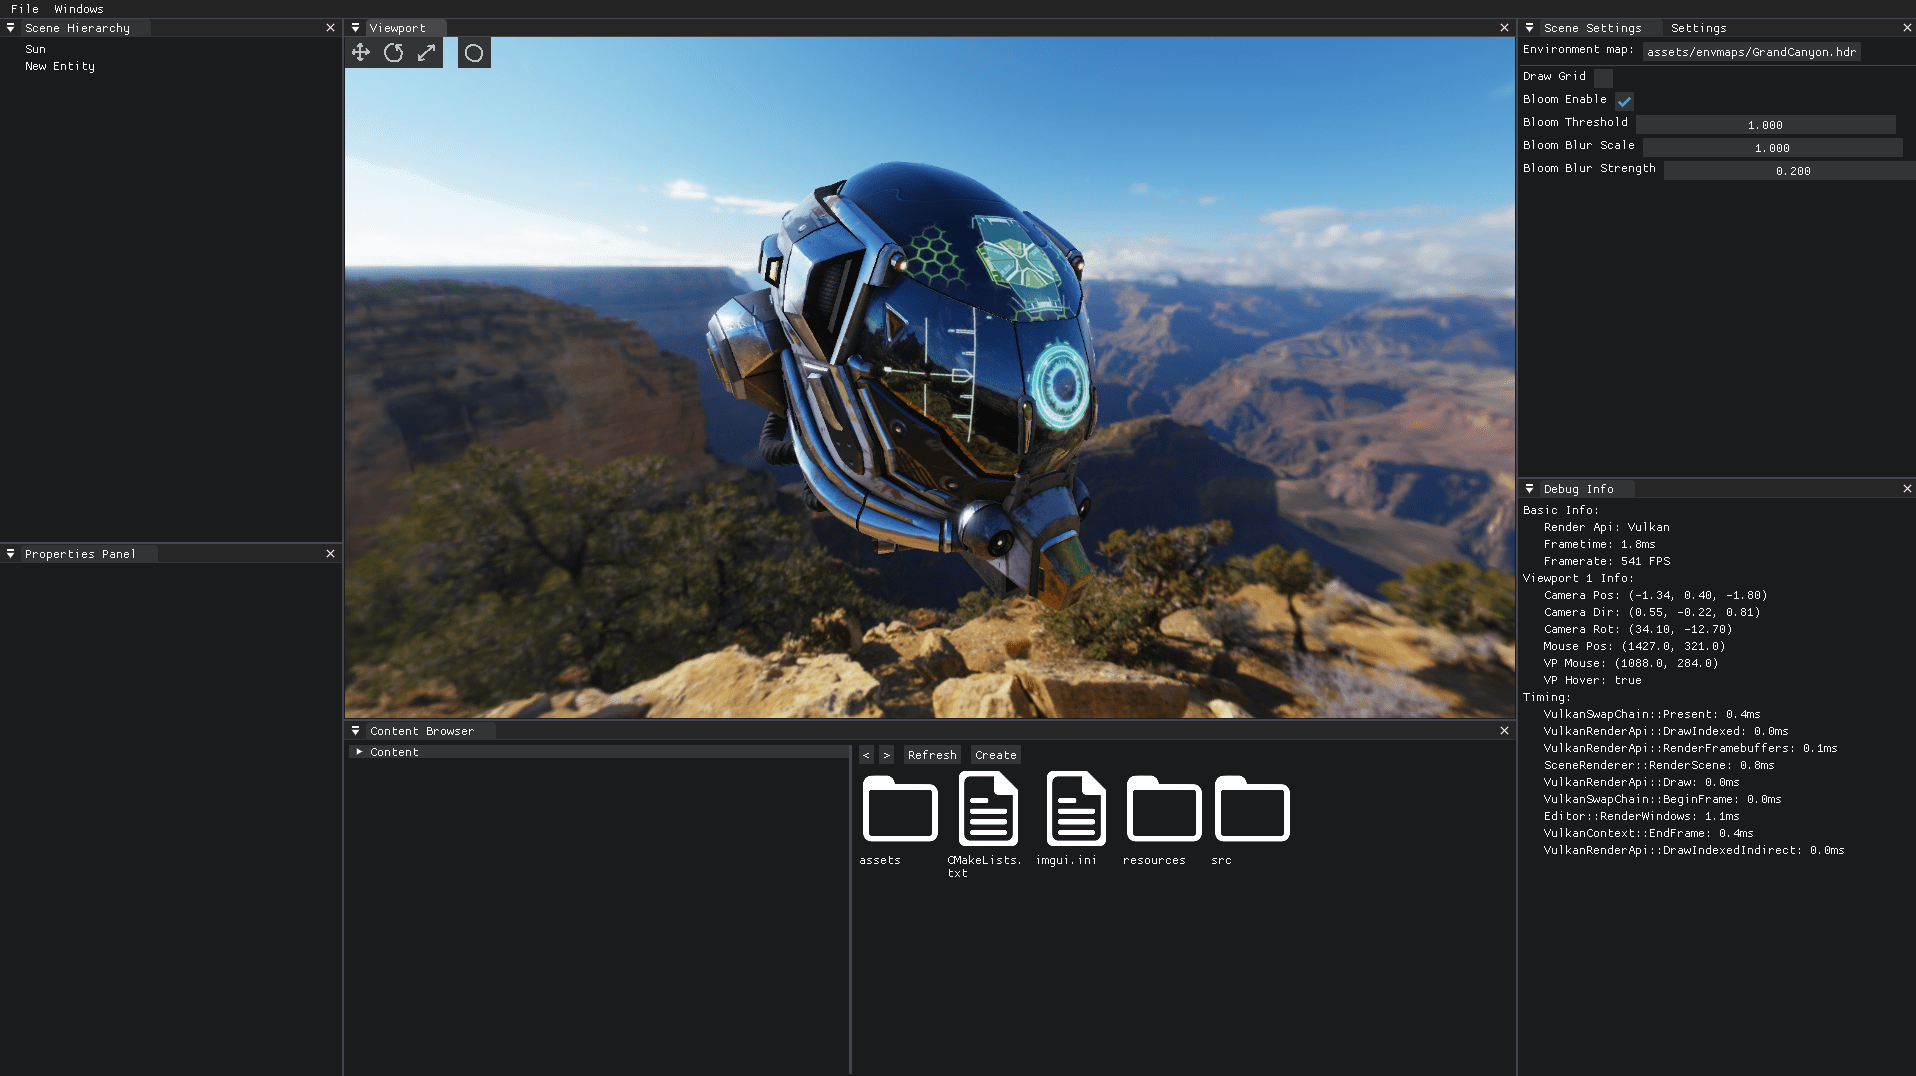 File Windows
Scene Hierarchy
Sun
New Entity
Properties Panel
Viewport
Content Browser
Content
< > Refresh Create
assets
CMakeLists.
txt
imgui.ini
resources
src
Scene Settings Settings
Environment map: assets/envmaps/GrandCanyon.hdr
Draw Grid
Bloom Enable
Bloom Threshold 1.000
Bloom Blur Scale 1.000
Bloom Blur Strength 0.200
Debug Info
Basic Info:
Render Api: Vulkan
Frametime: 1.8ms
Framerate: 541 FPS
Viewport 1 Info:
Camera Pos: (-1.34, 0.40, -1.80)
Camera Dir: (0.55, -0.22, 0.81)
Camera Rot: (34.10, -12.70)
Mouse Pos: (1427.0, 321.0)
VP Mouse: (1088.0, 284.0)
VP Hover: true
Timing:
VulkanSwapChain::Present: 0.4ms
VulkanRenderApi::DrawIndexed: 0.0ms
VulkanRenderApi::RenderFramebuffers: 0.1ms
SceneRenderer::RenderScene: 0.8ms
VulkanRenderApi::Draw: 0.0ms
VulkanSwapChain::BeginFrame: 0.0ms
Editor::RenderWindows: 1.1ms
VulkanContext::EndFrame: 0.4ms
VulkanRenderApi::DrawIndexedIndirect: 0.0ms